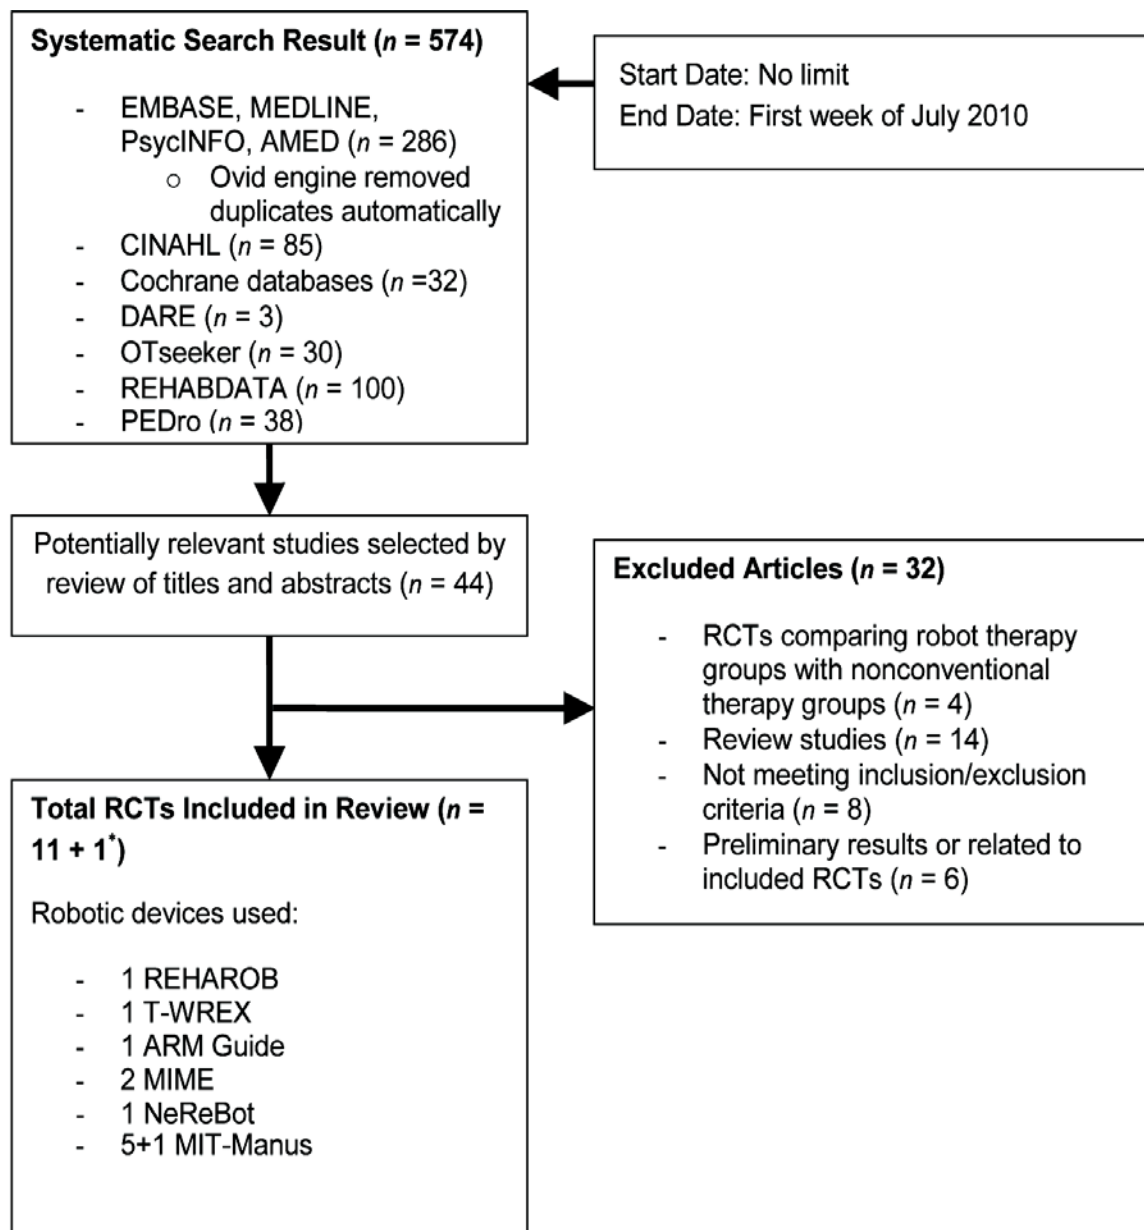 Systematic Search Result (n = 574)
- EMBASE, MEDLINE,
PsycINFO, AMED (n = 286)
o Ovid engine removed
duplicates automatically
- CINAHL (n = 85)
- Cochrane databases (n =32)
- DARE (n = 3)
- OTseeker (n = 30)
- REHABDATA (n = 100)
- PEDro (n = 38)
Start Date: No limit
End Date: First week of July 2010
Potentially relevant studies selected by
review of titles and abstracts (n = 44)
Excluded Articles (n = 32)
- RCTs comparing robot therapy
groups with nonconventional
therapy groups (n = 4)
- Review studies (n = 14)
- Not meeting inclusion/exclusion
criteria (n = 8)
- Preliminary results or related to
included RCTs (n = 6)
Total RCTs Included in Review (n =
11 + 1*)
Robotic devices used:
- 1 REHAROB
- 1 T-WREX
- 1 ARM Guide
- 2 MIME
- 1 NeReBot
- 5+1 MIT-Manus